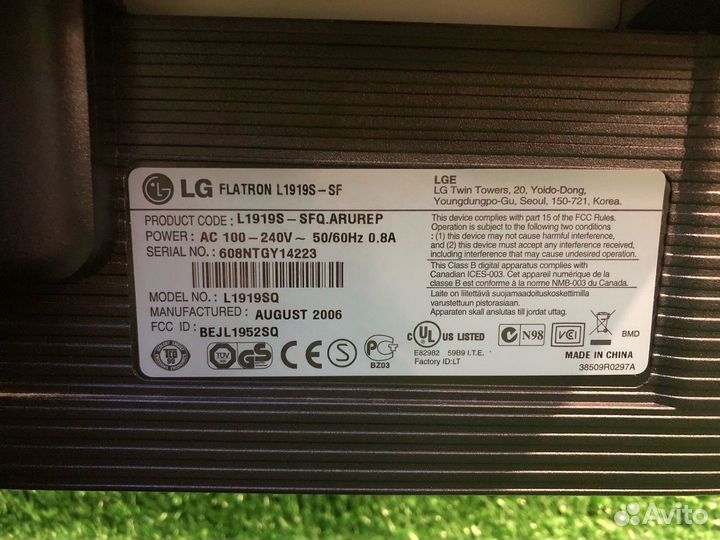 LG FLATRON L1919S-SF
PRODUCT CODE : L1919S-SFQ.ARUREP
POWER: AC 100-240V~ 50/60Hz 0.8A
SERIAL NO.: 608NTGY14223
MODEL NO.: L1919SQ
MANUFACTURED: AUGUST 2006
FCC ID: BEJL1952SQ
LGE
LG Twin Towers, 20, Yoido-Dong,
Youngdungpo-Gu, Seoul, 150-721, Korea.
This device complies with part 15 of the FCC Rules.
Operation is subject to the following two conditions
: (1) this device may not cause harmful interference,
and (2) this device must accept any interference received,
including interference that may cause undesired operation.
This Class B digital apparatus complies with
Canadian ICES-003. Cet appareil numérique de la
classe B est conforme à la norme NMB-003 du Canada.
Laite on liitettävä suojamaadoituskoskettimilla
varustettuun pistorasiaan.
Apparaten skall anslutas till jordat uttag.
TCO 99
TÜV GS CE S
BZ03
c UL US LISTED
E82982 59B9 I.T.E.
Factory ID:LT
N98
VCI
BMD
MADE IN CHINA
38509R0297A
Avito